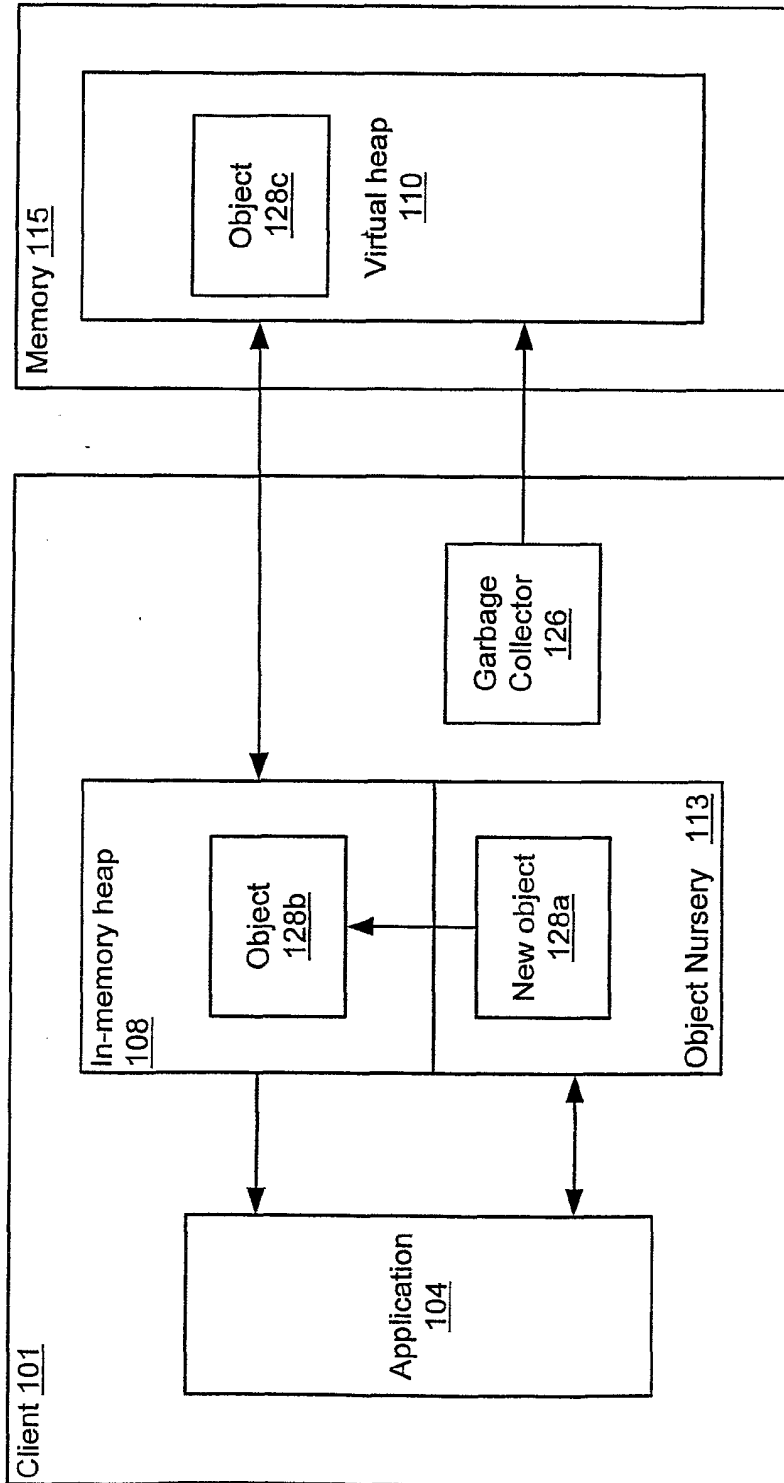 Client 101
Application
104
In-memory heap
108
Object
128b
New object
128a
Object Nursery 113
Garbage
Collector
126
Memory 115
Object
128c
Virtual heap
110